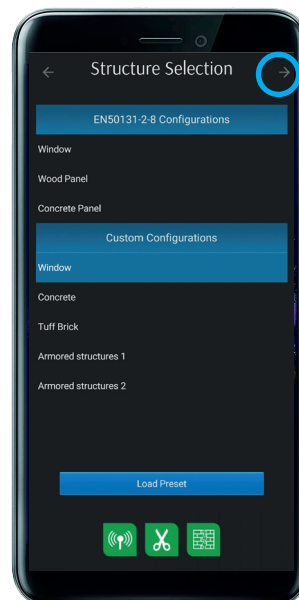 Structure Selection
EN50131-2-8 Configurations
Window
Wood Panel
Concrete Panel
Custom Configurations
Window
Concrete
Tuff Brick
Armored structures 1
Armored structures 2
Load Preset